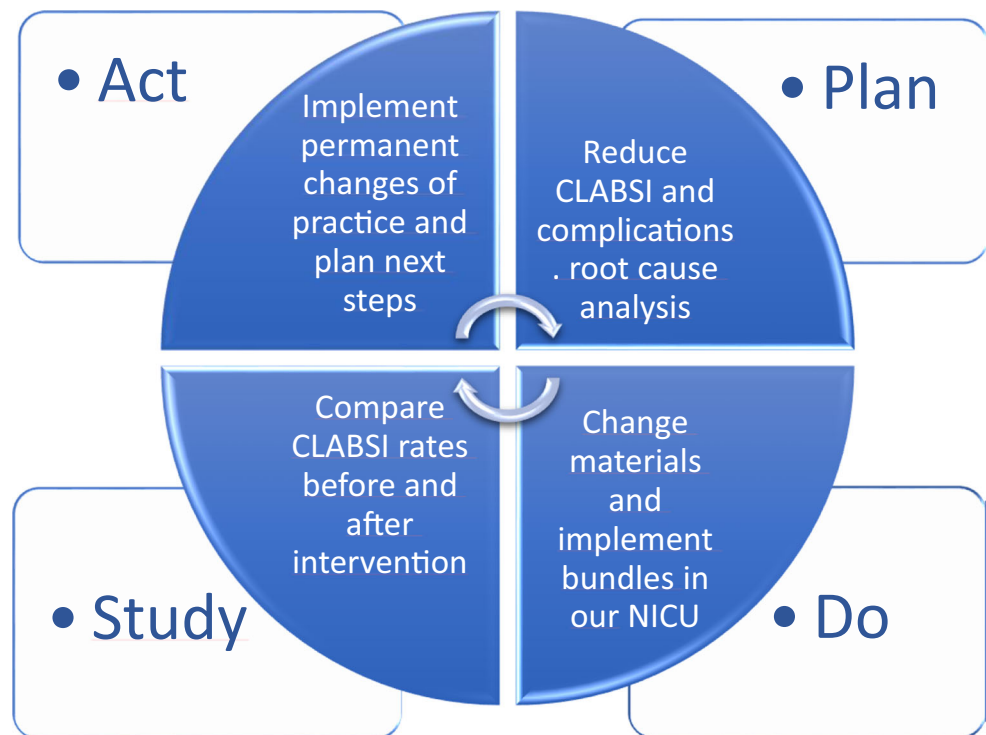 • Act
Implement
permanent
changes of
practice and
plan next
steps
• Plan
Reduce
CLABSI and
complications
. root cause
analysis
Compare
CLABSI rates
before and
after
intervention
• Study
Change
materials
and
implement
bundles in
our NICU
• Do